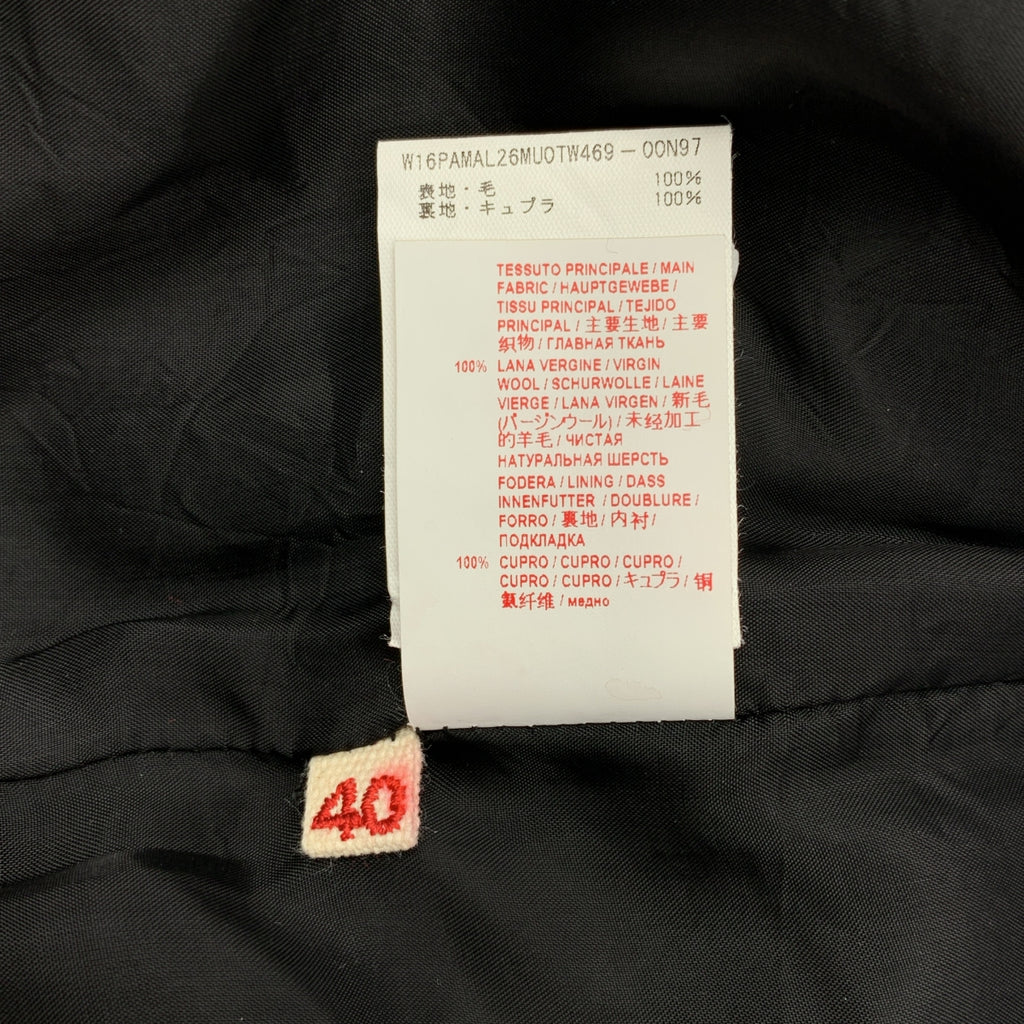 W16PAMAL26MUOTW469-00N97
表地・毛 100%
裏地・キュプラ 100%
TESSUTO PRINCIPALE / MAIN
FABRIC / HAUPTGEWEBE /
TISSU PRINCIPAL / TEJIDO
PRINCIPAL / 主要生地 / 主要
织物 / ГЛАВНАЯ ТКАНЬ
100% LANA VERGINE / VIRGIN
WOOL / SCHURWOLLE / LAINE
VIERGE / LANA VIRGEN / 新毛
(バージンウール) / 未经加工
的羊毛 / ЧИСТАЯ
НАТУРАЛЬНАЯ ШЕРСТЬ
FODERA / LINING / DASS
INNENFUTTER / DOUBLURE /
FORRO / 裏地 / 内衬 /
ПОДКЛАДКА
100% CUPRO / CUPRO / CUPRO /
CUPRO / CUPRO / キュプラ / 铜
氨纤维 / медно
40